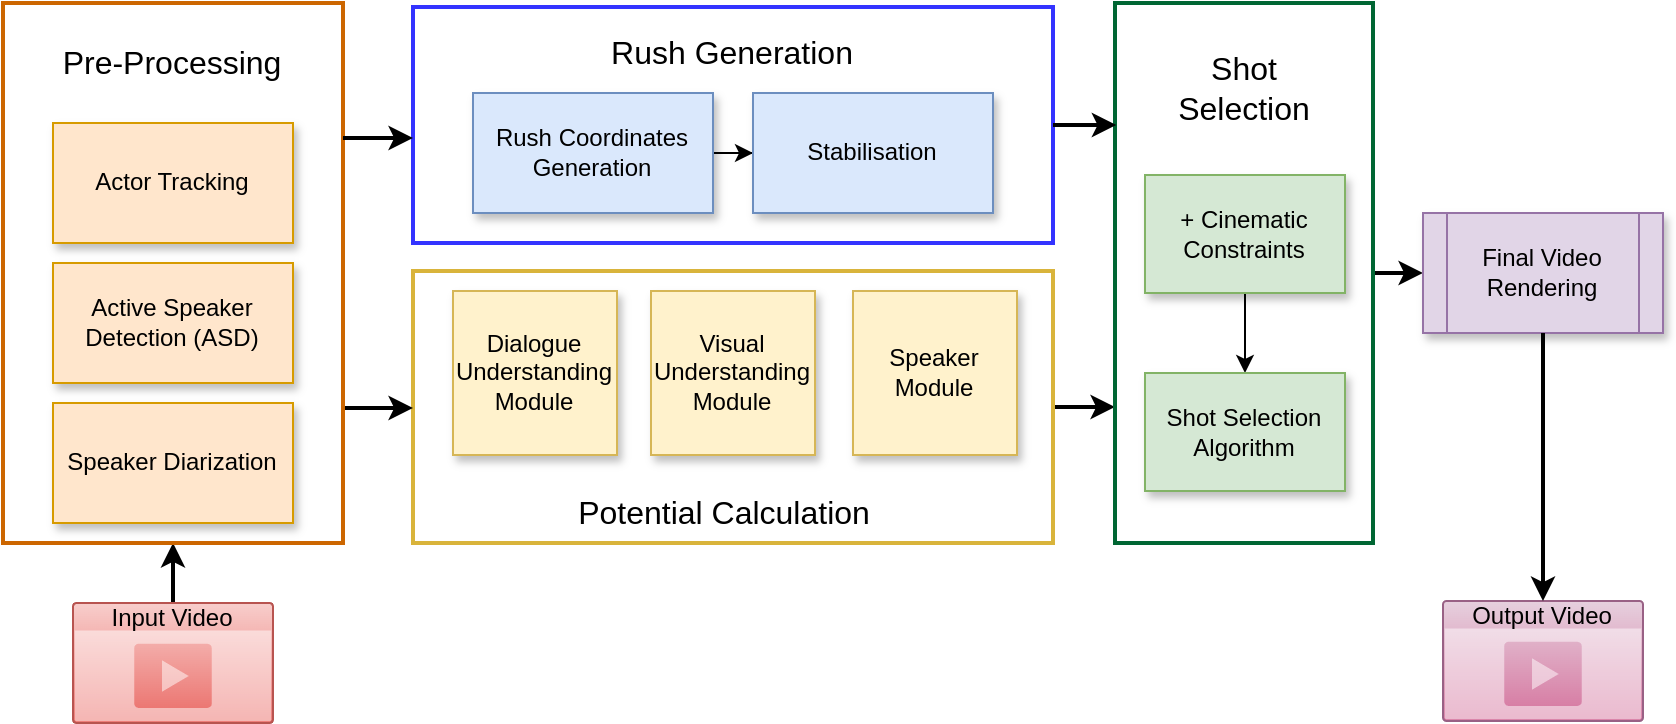 Pre-Processing
Actor Tracking
Active Speaker
Detection (ASD)
Speaker Diarization
Input Video
Rush Generation
Rush Coordinates
Generation
Stabilisation
Dialogue
Understanding
Module
Visual
Understanding
Module
Speaker
Module
Potential Calculation
Shot
Selection
+ Cinematic
Constraints
Shot Selection
Algorithm
Final Video
Rendering
Output Video